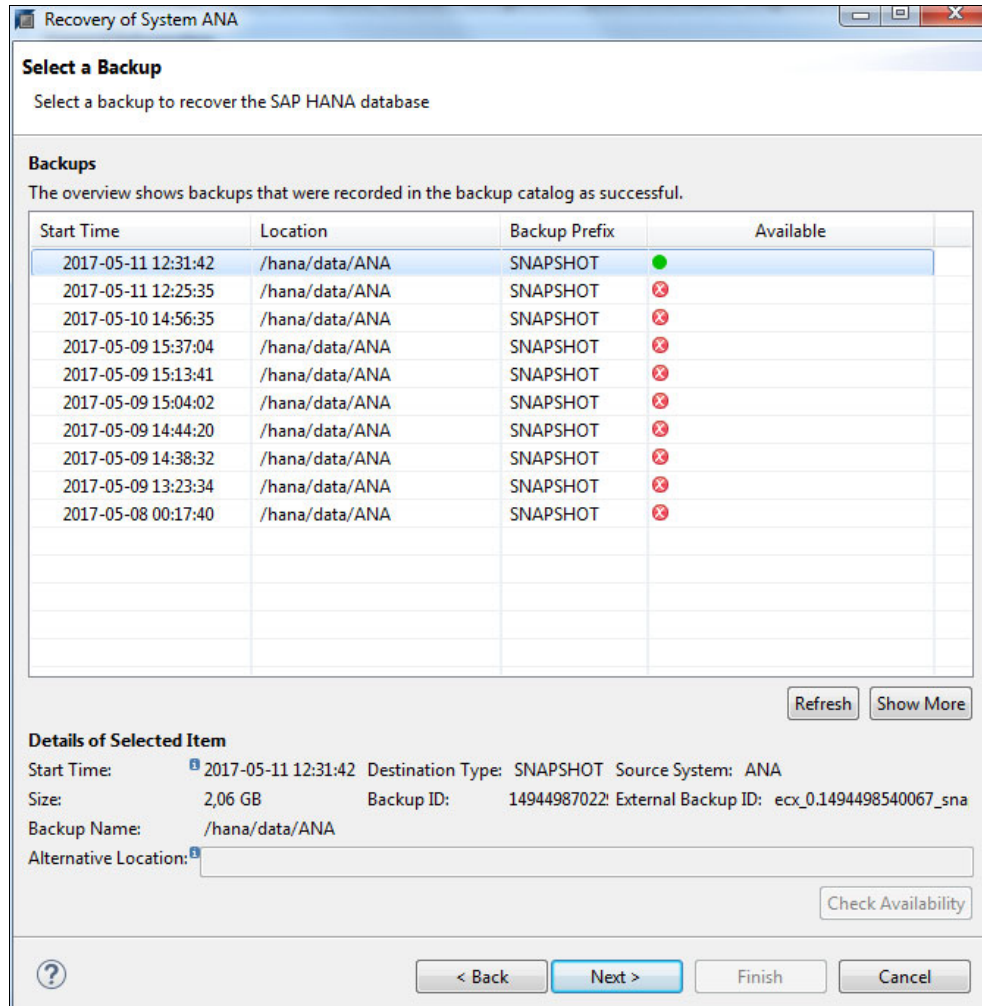 Recovery of System ANA
Select a Backup
Select a backup to recover the SAP HANA database
Backups
The overview shows backups that were recorded in the backup catalog as successful.
Start Time Location Backup Prefix Available
2017-05-11 12:31:42 /hana/data/ANA SNAPSHOT
2017-05-11 12:25:35 /hana/data/ANA SNAPSHOT
2017-05-10 14:56:35 /hana/data/ANA SNAPSHOT
2017-05-09 15:37:04 /hana/data/ANA SNAPSHOT
2017-05-09 15:13:41 /hana/data/ANA SNAPSHOT
2017-05-09 15:04:02 /hana/data/ANA SNAPSHOT
2017-05-09 14:44:20 /hana/data/ANA SNAPSHOT
2017-05-09 14:38:32 /hana/data/ANA SNAPSHOT
2017-05-09 13:23:34 /hana/data/ANA SNAPSHOT
2017-05-08 00:17:40 /hana/data/ANA SNAPSHOT
Refresh Show More
Details of Selected Item
Start Time: 2017-05-11 12:31:42 Destination Type: SNAPSHOT Source System: ANA
Size: 2,06 GB Backup ID: 14944987022 External Backup ID: ecx_0.1494498540067_sna
Backup Name: /hana/data/ANA
Alternative Location:
Check Availability
< Back Next > Finish Cancel